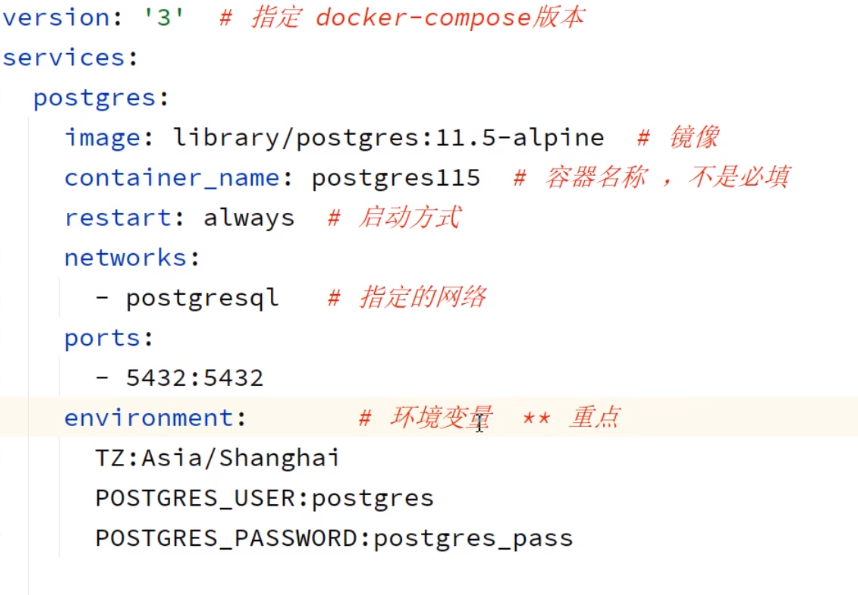 version: '3'  # 指定 docker-compose版本
services:
  postgres:
    image: library/postgres:11.5-alpine  # 镜像
    container_name: postgres115  # 容器名称 ，不是必填
    restart: always  # 启动方式
    networks:
      - postgresql   # 指定的网络
    ports:
      - 5432:5432
    environment:       # 环境变量  ** 重点
      TZ:Asia/Shanghai
      POSTGRES_USER:postgres
      POSTGRES_PASSWORD:postgres_pass